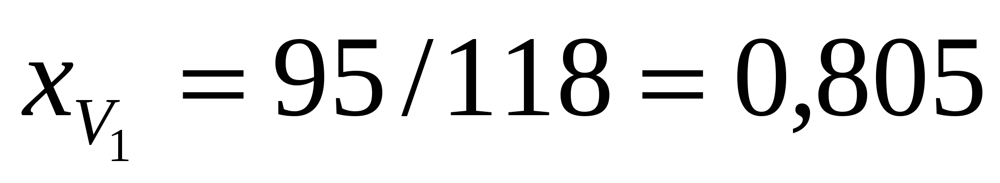 x_{V_1} = 95/118 = 0,805